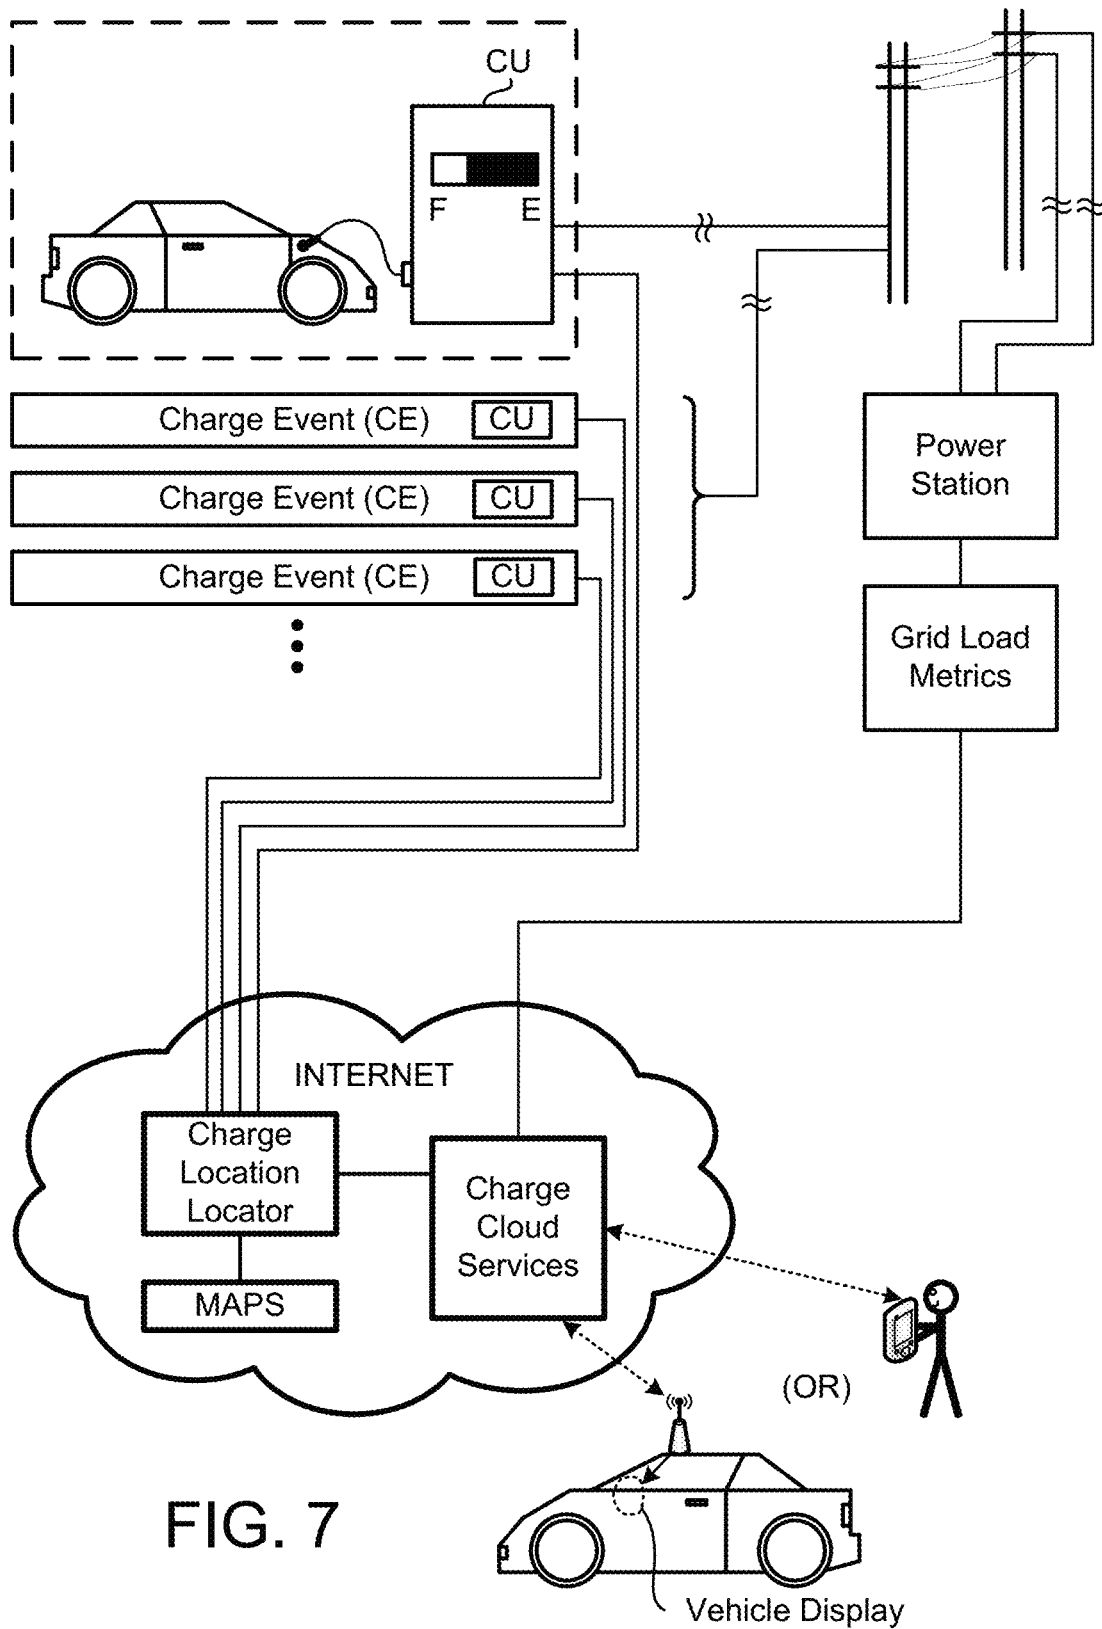 CU
F E
Charge Event (CE) CU
Charge Event (CE) CU
Charge Event (CE) CU
Power
Station
Grid Load
Metrics
INTERNET
Charge
Location
Locator
MAPS
Charge
Cloud
Services
(OR)
FIG. 7
Vehicle Display